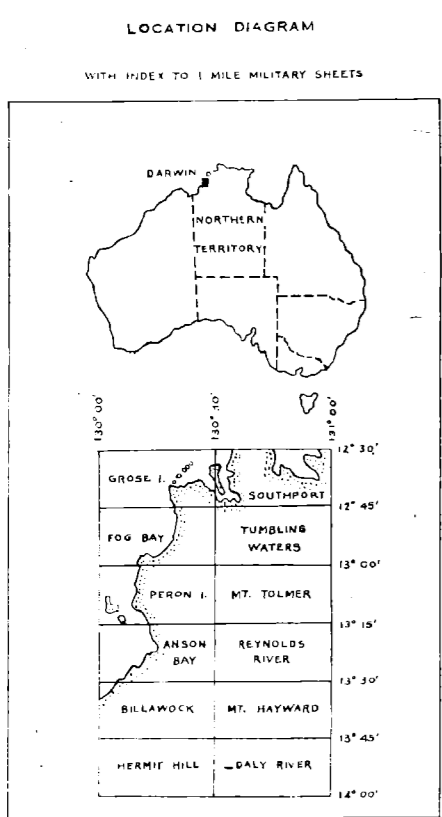 LOCATION DIAGRAM
WITH INDEX TO 1 MILE MILITARY SHEETS
DARWIN
NORTHERN
TERRITORY
130° 00'
130° 30'
131° 00'
12° 30'
GROSE I.
SOUTHPORT
12° 45'
FOG BAY
TUMBLING
WATERS
13° 00'
PERON I.
MT. TOLMER
13° 15'
ANSON
BAY
REYNOLDS
RIVER
13° 30'
BILLAWOCK
MT. HAYWARD
13° 45'
HERMIT HILL
DALY RIVER
14° 00'